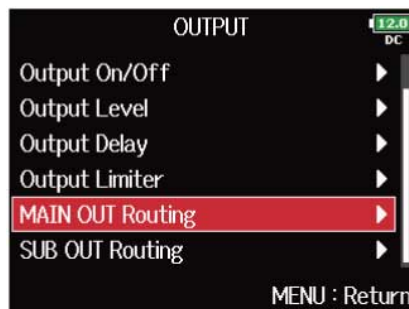 OUTPUT
12.0
DC
Output On/Off
Output Level
Output Delay
Output Limiter
MAIN OUT Routing
SUB OUT Routing
MENU : Return